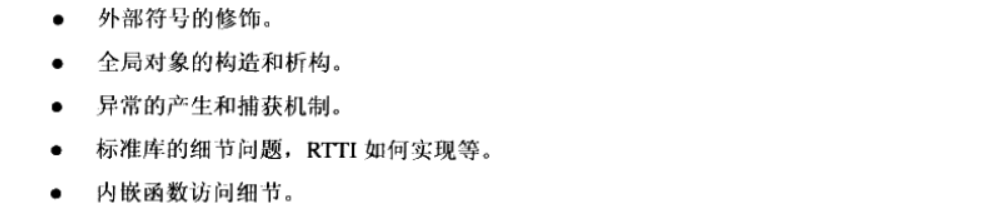 ● 外部符号的修饰。
● 全局对象的构造和析构。
● 异常的产生和捕获机制。
● 标准库的细节问题，RTTI 如何实现等。
● 内嵌函数访问细节。